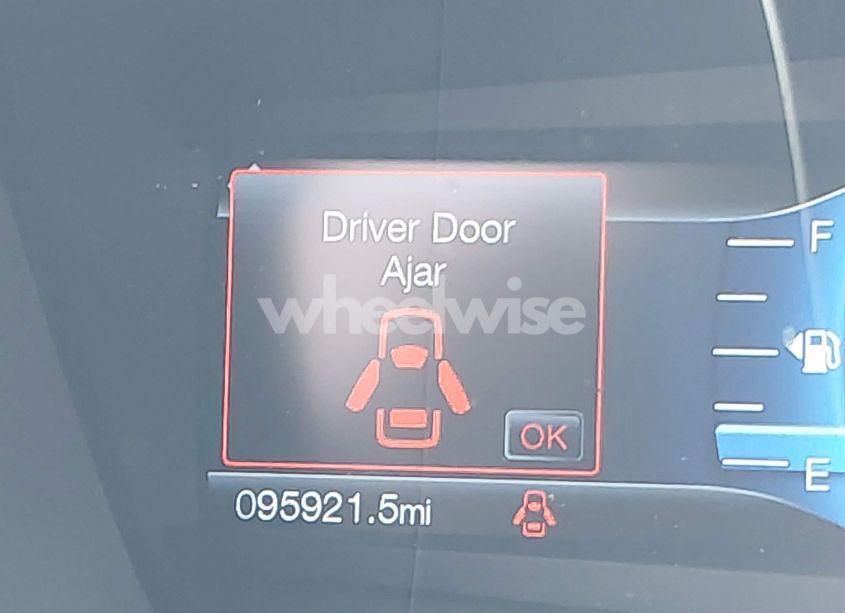 Driver Door
Ajar
wheelwise
OK
095921.5mi
F
E